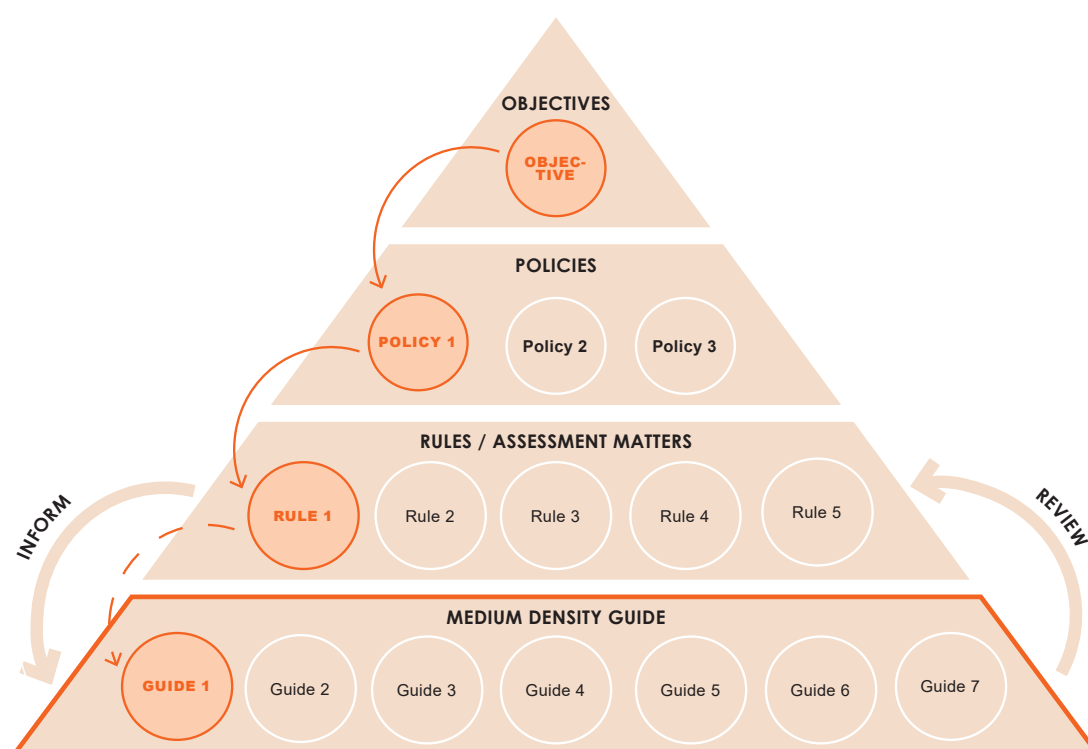 OBJECTIVES
OBJEC-
TIVE
POLICIES
POLICY 1
Policy 2
Policy 3
RULES / ASSESSMENT MATTERS
INFORM
RULE 1
Rule 2
Rule 3
Rule 4
Rule 5
REVIEW
MEDIUM DENSITY GUIDE
GUIDE 1
Guide 2
Guide 3
Guide 4
Guide 5
Guide 6
Guide 7